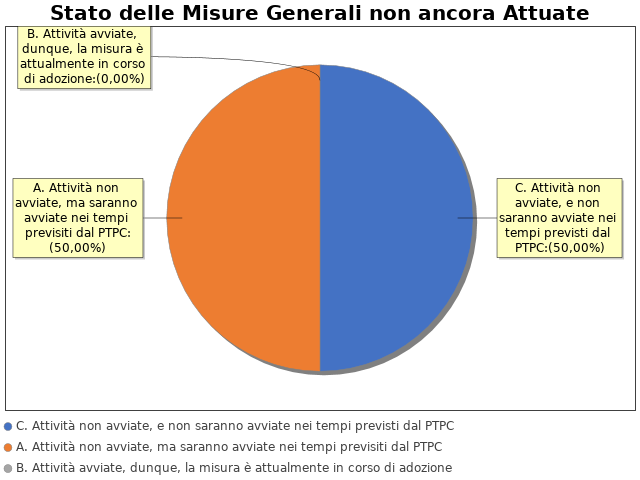 Stato delle Misure Generali non ancora Attuate
B. Attività avviate,
dunque, la misura è
attualmente in corso
di adozione:(0,00%)
A. Attività non
avviate, ma saranno
avviate nei tempi
previsiti dal PTPC:
(50,00%)
C. Attività non
avviate, e non
saranno avviate nei
tempi previsti dal
PTPC:(50,00%)
C. Attività non avviate, e non saranno avviate nei tempi previsti dal PTPC
A. Attività non avviate, ma saranno avviate nei tempi previsiti dal PTPC
B. Attività avviate, dunque, la misura è attualmente in corso di adozione